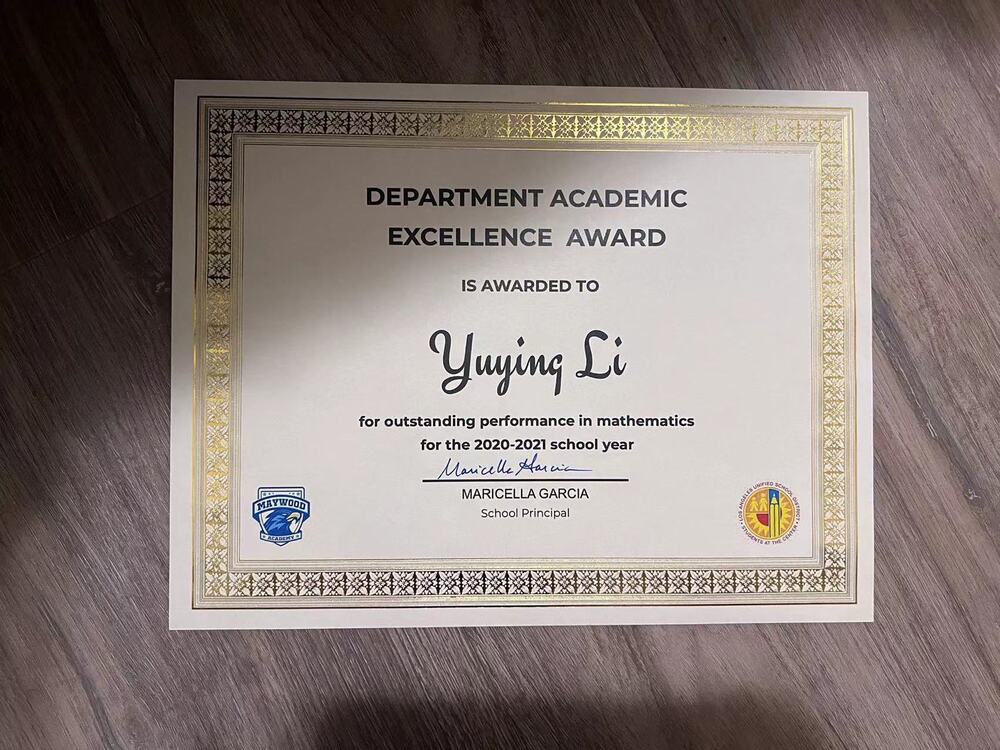 DEPARTMENT ACADEMIC
EXCELLENCE AWARD
IS AWARDED TO
Yuying Li
for outstanding performance in mathematics
for the 2020-2021 school year
Maricella Garcia
MARICELLA GARCIA
School Principal
MAYWOOD
ACADEMY
LOS ANGELES UNIFIED SCHOOL DISTRICT
STUDENTS AT THE CENTER